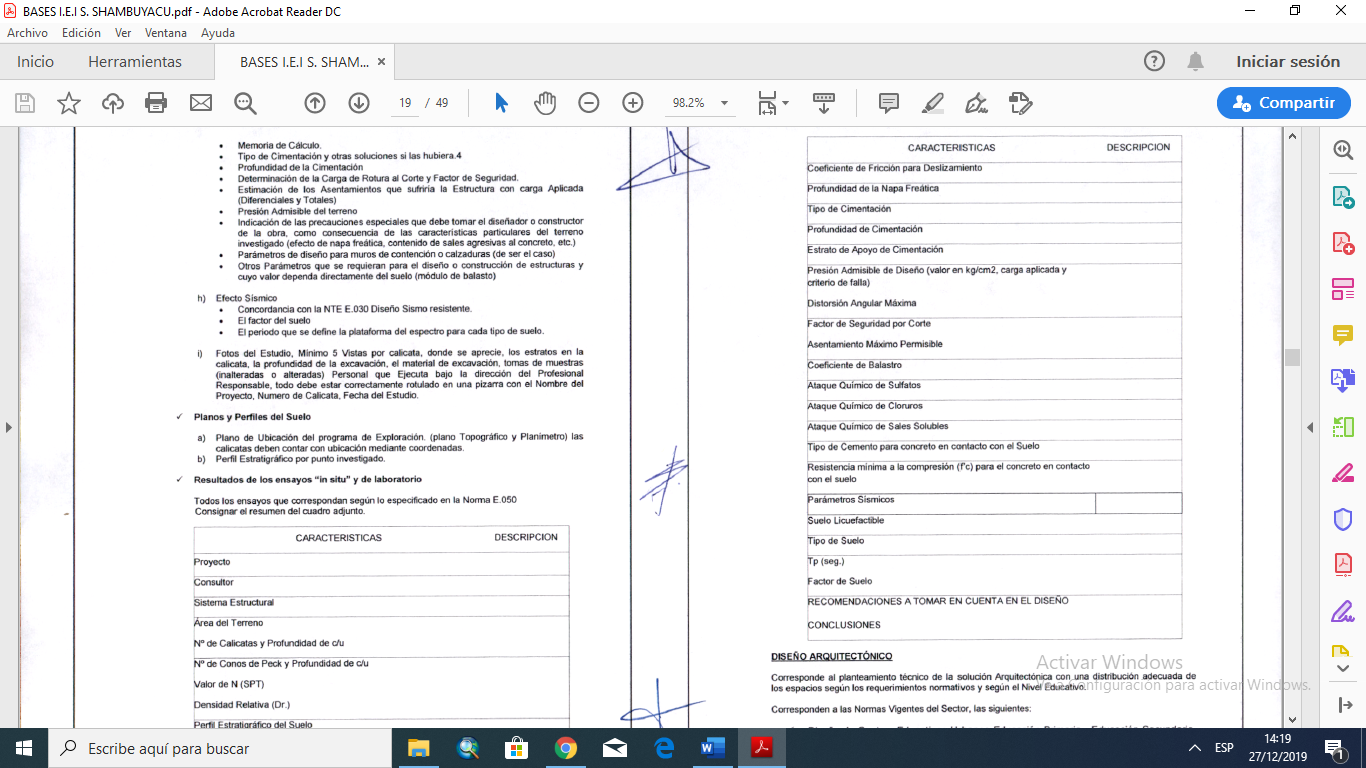 BASES I.E.I S. SHAMBUYACU.pdf - Adobe Acrobat Reader DC
Archivo Edición Ver Ventana Ayuda
Inicio Herramientas BASES I.E.I S. SHAM... × Iniciar sesión
19 / 49 98.2% Compartir
• Memoria de Cálculo.
• Tipo de Cimentación y otras soluciones si las hubiera.4
• Profundidad de la Cimentación
• Determinación de la Carga de Rotura al Corte y Factor de Seguridad.
• Estimación de los Asentamientos que sufriría la Estructura con carga Aplicada
(Diferenciales y Totales)
• Presión Admisible del terreno
• Indicación de las precauciones especiales que debe tomar el diseñador o constructor
de la obra, como consecuencia de las características particulares del terreno
investigado (efecto de napa freática, contenido de sales agresivas al concreto, etc.)
• Parámetros de diseño para muros de contención o calzaduras (de ser el caso)
• Otros Parámetros que se requieran para el diseño o construcción de estructuras y
cuyo valor dependa directamente del suelo (módulo de balasto)
h) Efecto Sísmico
• Concordancia con la NTE E.030 Diseño Sismo resistente.
• El factor del suelo
• El periodo que se define la plataforma del espectro para cada tipo de suelo.
i) Fotos del Estudio, Mínimo 5 Vistas por calicata, donde se aprecie, los estratos en la
calicata, la profundidad de la excavación, el material de excavación, tomas de muestras
(inalteradas o alteradas) Personal que Ejecuta bajo la dirección del Profesional
Responsable, todo debe estar correctamente rotulado en una pizarra con el Nombre del
Proyecto, Numero de Calicata, Fecha del Estudio.
✓ Planos y Perfiles del Suelo
a) Plano de Ubicación del programa de Exploración. (plano Topográfico y Planímetro) las
calicatas deben contar con ubicación mediante coordenadas.
b) Perfil Estratigráfico por punto investigado.
✓ Resultados de los ensayos “in situ” y de laboratorio
Todos los ensayos que correspondan según lo especificado en la Norma E.050
Consignar el resumen del cuadro adjunto.
CARACTERISTICAS DESCRIPCION
Proyecto
Consultor
Sistema Estructural
Área del Terreno
Nº de Calicatas y Profundidad de c/u
Nº de Conos de Peck y Profundidad de c/u
Valor de N (SPT)
Densidad Relativa (Dr.)
Perfil Estratigráfico del Suelo
CARACTERISTICAS DESCRIPCION
Coeficiente de Fricción para Deslizamiento
Profundidad de la Napa Freática
Tipo de Cimentación
Profundidad de Cimentación
Estrato de Apoyo de Cimentación
Presión Admisible de Diseño (valor en kg/cm2, carga aplicada y
criterio de falla)
Distorsión Angular Máxima
Factor de Seguridad por Corte
Asentamiento Máximo Permisible
Coeficiente de Balastro
Ataque Químico de Sulfatos
Ataque Químico de Cloruros
Ataque Químico de Sales Solubles
Tipo de Cemento para concreto en contacto con el Suelo
Resistencia mínima a la compresión (f'c) para el concreto en contacto
con el suelo
Parámetros Sísmicos
Suelo Licuefactible
Tipo de Suelo
Tp (seg.)
Factor de Suelo
RECOMENDACIONES A TOMAR EN CUENTA EN EL DISEÑO
CONCLUSIONES
DISEÑO ARQUITECTÓNICO
Corresponde al planteamiento técnico de la solución Arquitectónica con una distribución adecuada de
los espacios según los requerimientos normativos y según el Nivel Educativo.
Corresponden a las Normas Vigentes del Sector, las siguientes:
Activar Windows
Configuración para activar Windows.
Escribe aquí para buscar
ESP
14:19
27/12/2019
1